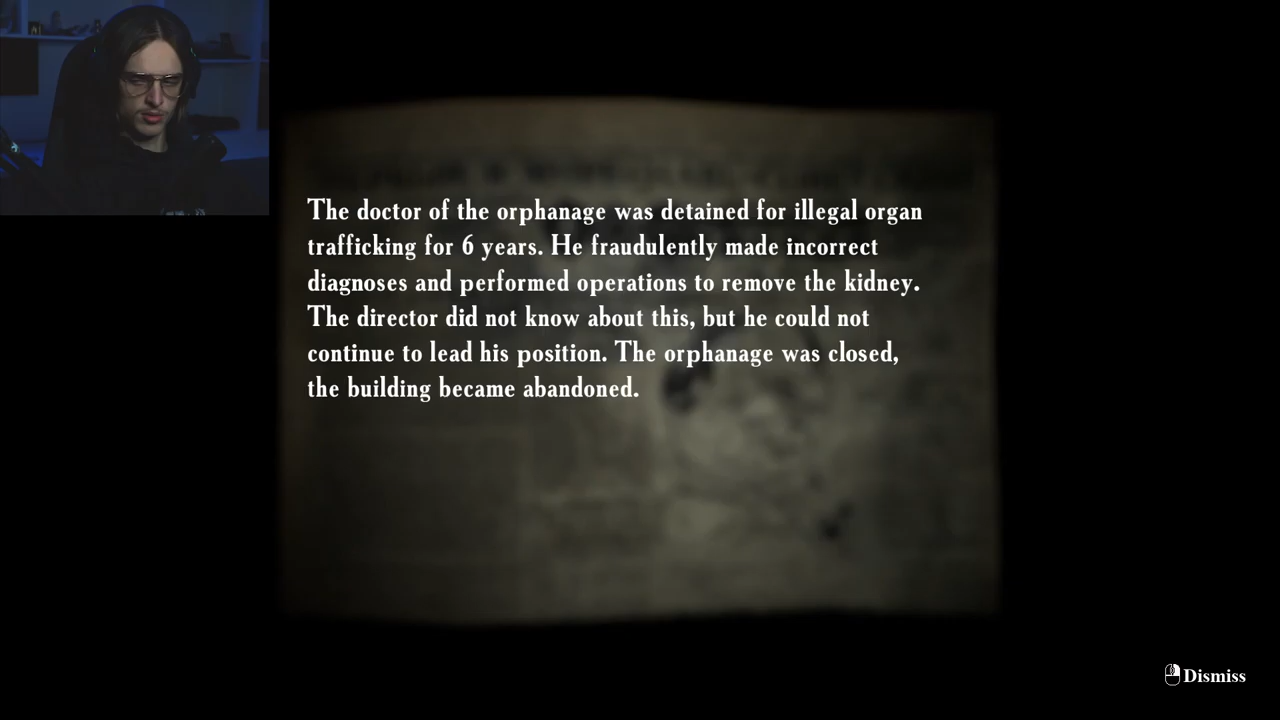 The doctor of the orphanage was detained for illegal organ
trafficking for 6 years. He fraudulently made incorrect
diagnoses and performed operations to remove the kidney.
The director did not know about this, but he could not
continue to lead his position. The orphanage was closed,
the building became abandoned.
Dismiss